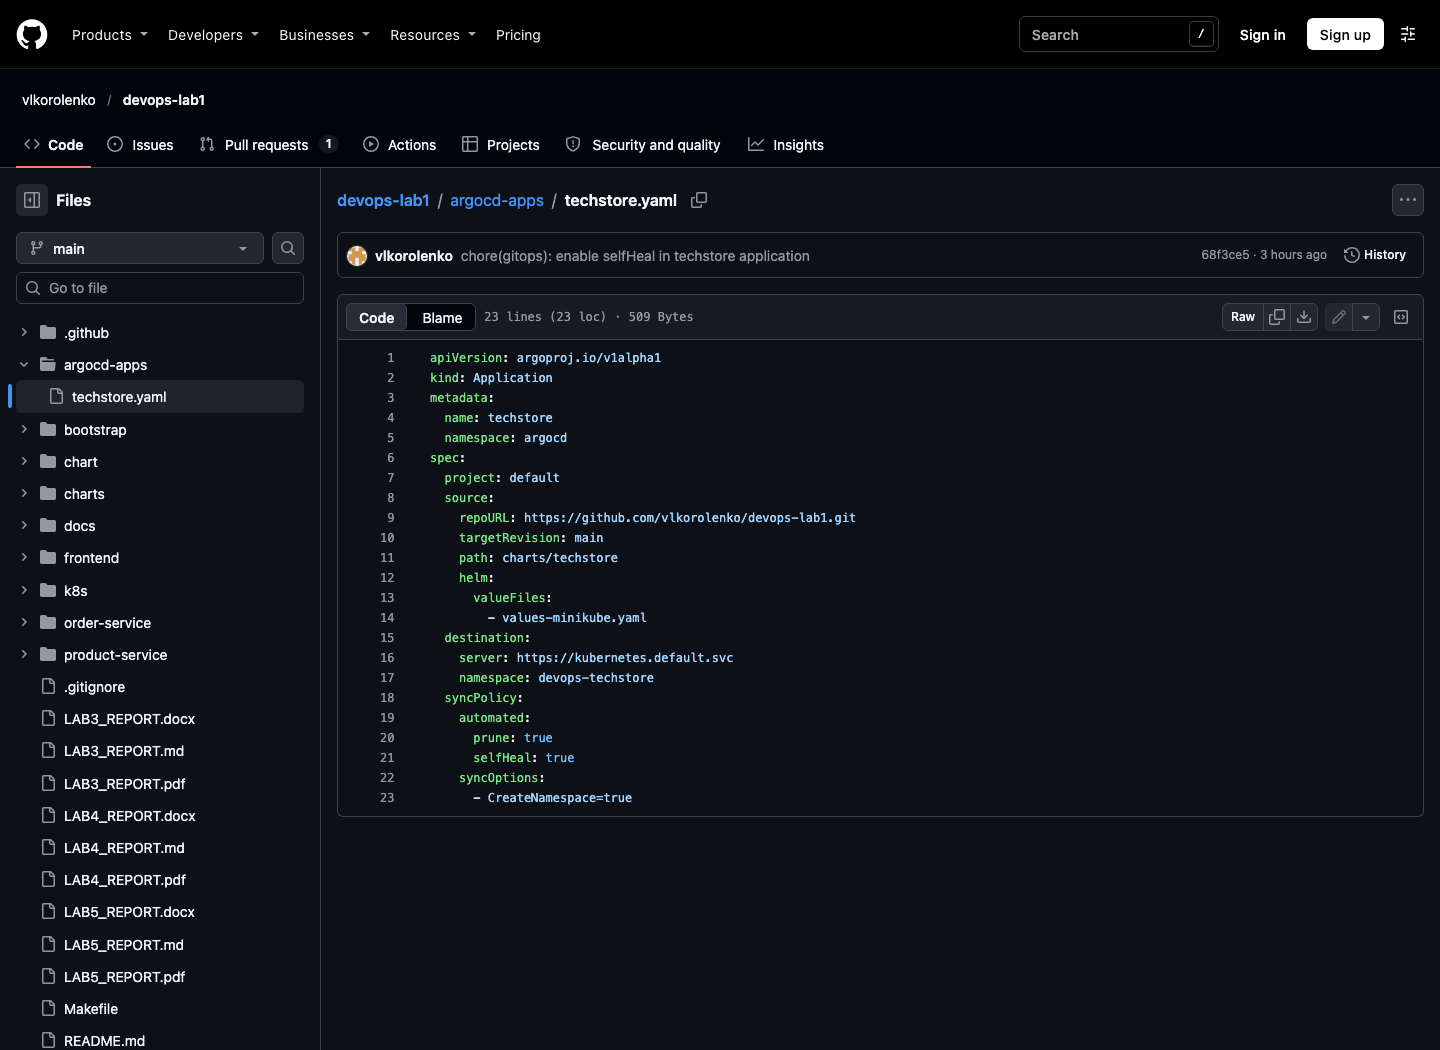 Products Developers Businesses Resources Pricing Search / Sign in Sign up
vlkorolenko / devops-lab1
Code Issues Pull requests 1 Actions Projects Security and quality Insights
Files
main
Go to file
.github
argocd-apps
techstore.yaml
bootstrap
chart
charts
docs
frontend
k8s
order-service
product-service
.gitignore
LAB3_REPORT.docx
LAB3_REPORT.md
LAB3_REPORT.pdf
LAB4_REPORT.docx
LAB4_REPORT.md
LAB4_REPORT.pdf
LAB5_REPORT.docx
LAB5_REPORT.md
LAB5_REPORT.pdf
Makefile
README.md
devops-lab1 / argocd-apps / techstore.yaml
vlkorolenko chore(gitops): enable selfHeal in techstore application 68f3ce5 · 3 hours ago History
Code Blame 23 lines (23 loc) · 509 Bytes Raw
1 apiVersion: argoproj.io/v1alpha1
2 kind: Application
3 metadata:
4   name: techstore
5   namespace: argocd
6 spec:
7   project: default
8   source:
9     repoURL: https://github.com/vlkorolenko/devops-lab1.git
10     targetRevision: main
11     path: charts/techstore
12     helm:
13       valueFiles:
14         - values-minikube.yaml
15   destination:
16     server: https://kubernetes.default.svc
17     namespace: devops-techstore
18   syncPolicy:
19     automated:
20       prune: true
21       selfHeal: true
22     syncOptions:
23       - CreateNamespace=true